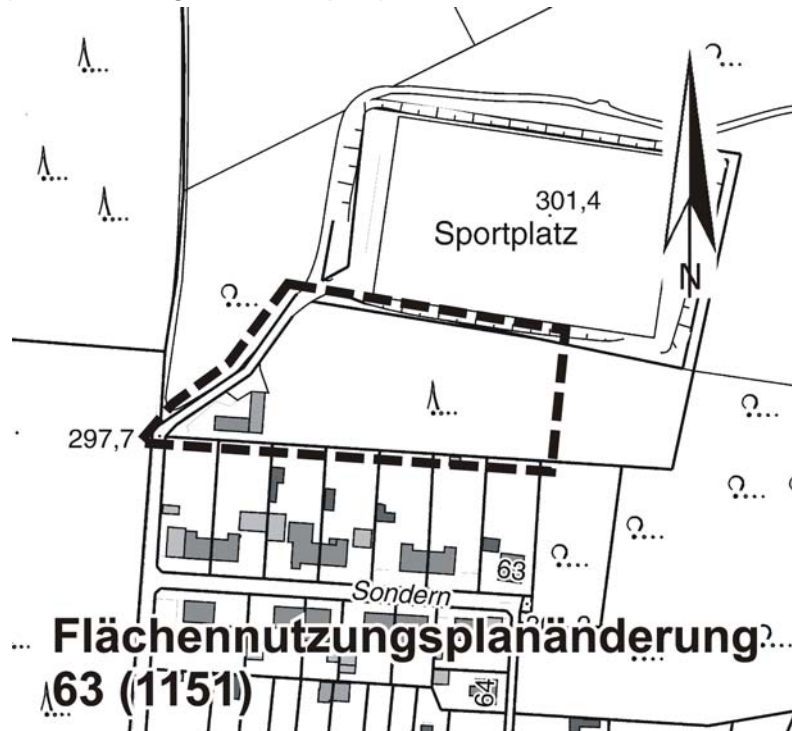 301,4
Sportplatz
N
297,7
63
Sondern
Flächennutzungsplanänderung
63 (1151)
64